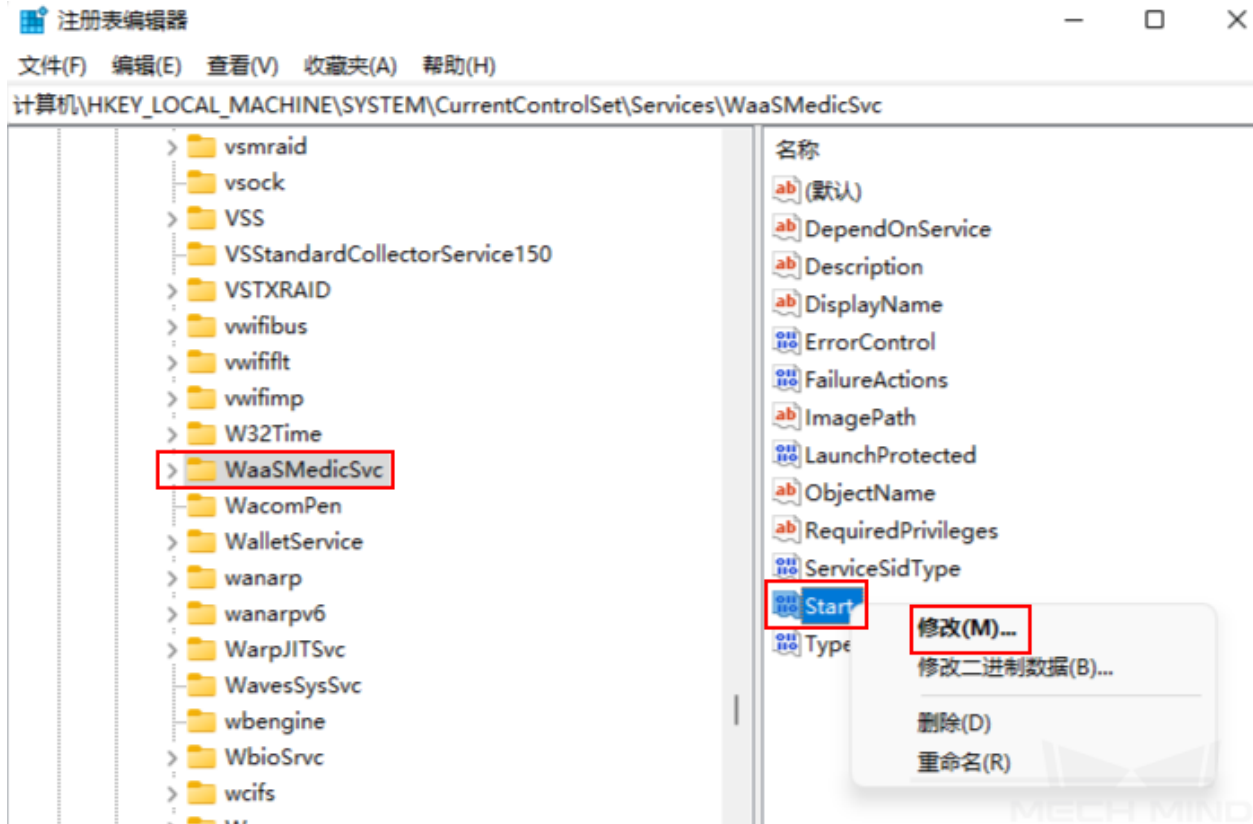 注册表编辑器
文件(F) 编辑(E) 查看(V) 收藏夹(A) 帮助(H)
计算机\HKEY_LOCAL_MACHINE\SYSTEM\CurrentControlSet\Services\WaaSMedicSvc
vsmraid
vsock
VSS
VSStandardCollectorService150
VSTXRAID
vwifibus
vwififlt
vwifimp
W32Time
WaaSMedicSvc
WacomPen
WalletService
wanarp
wanarpv6
WarpJITSvc
WavesSysSvc
wbengine
WbioSrvc
wcifs
名称
(默认)
DependOnService
Description
DisplayName
ErrorControl
FailureActions
ImagePath
LaunchProtected
ObjectName
RequiredPrivileges
ServiceSidType
Start
Type
修改(M)...
修改二进制数据(B)...
删除(D)
重命名(R)
MECH MIND